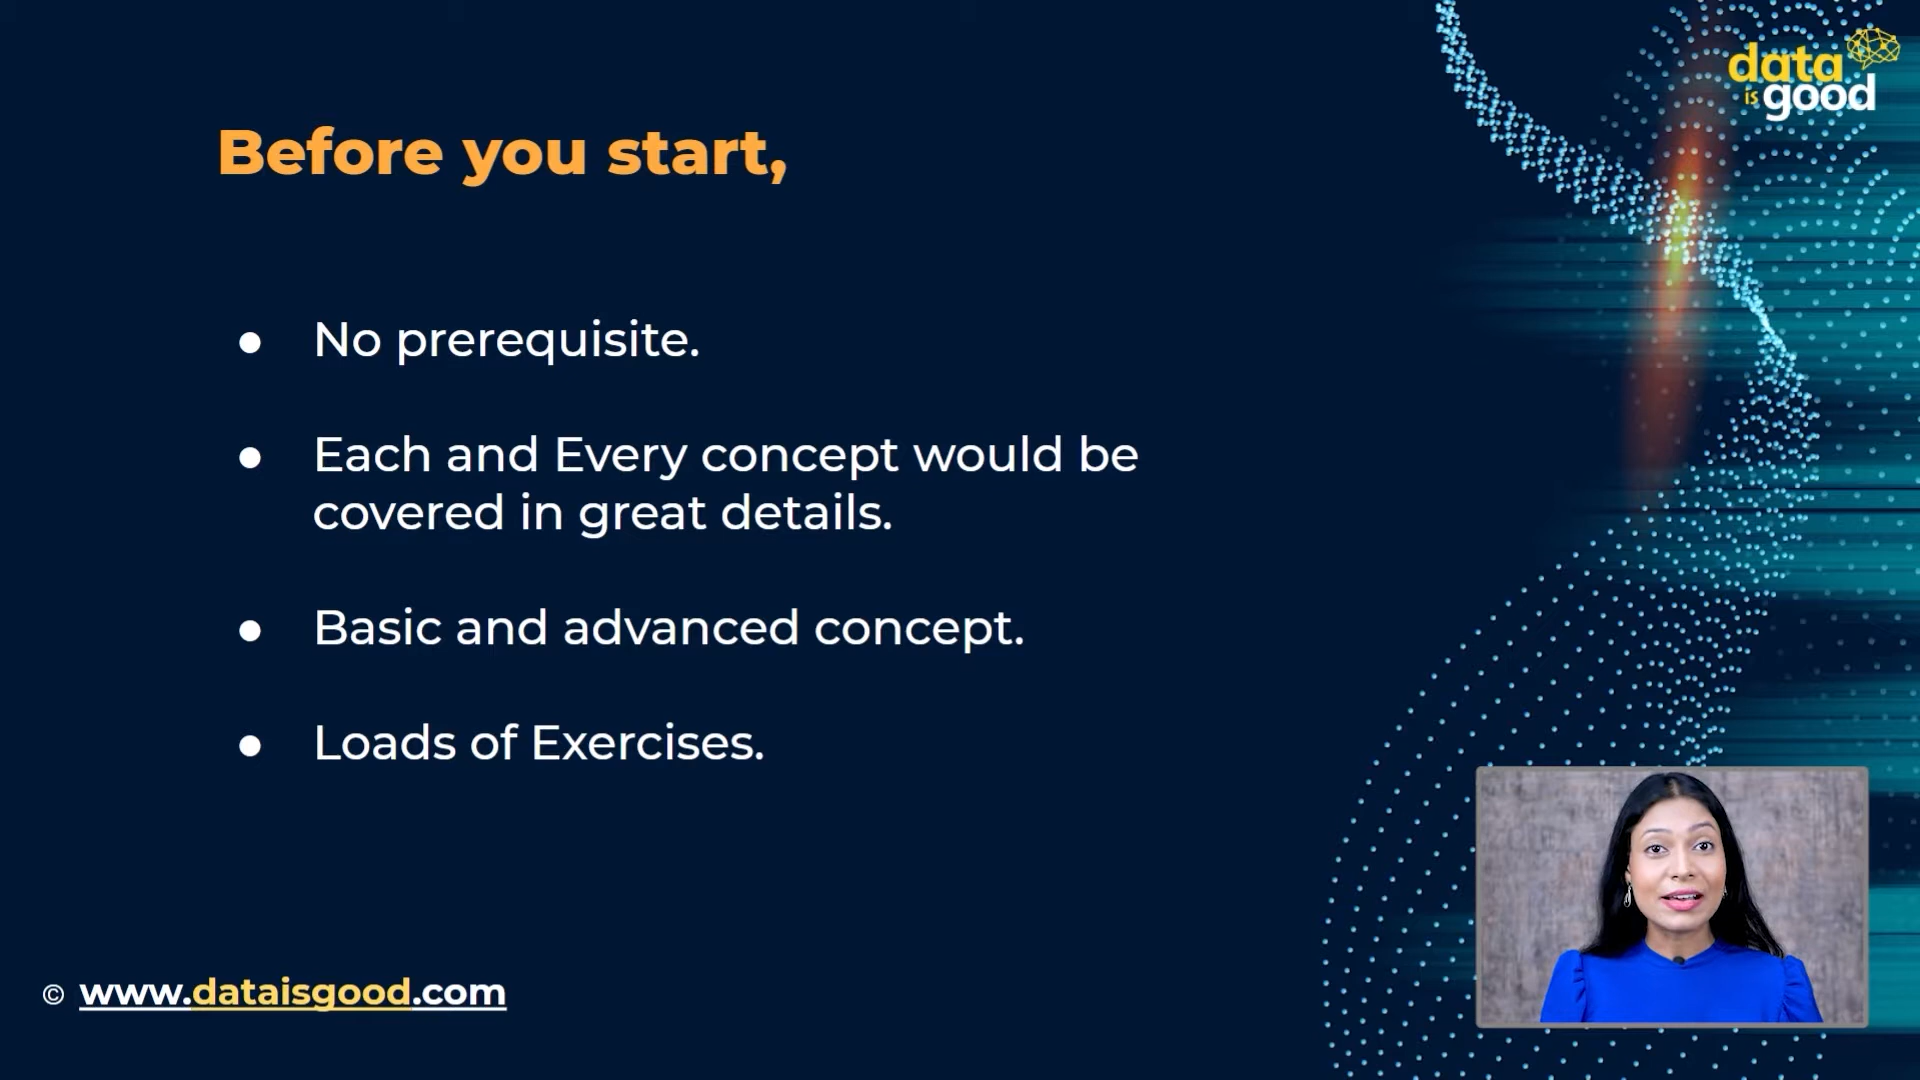 data
is good
Before you start,
● No prerequisite.
● Each and Every concept would be
covered in great details.
● Basic and advanced concept.
● Loads of Exercises.
© www.dataisgood.com